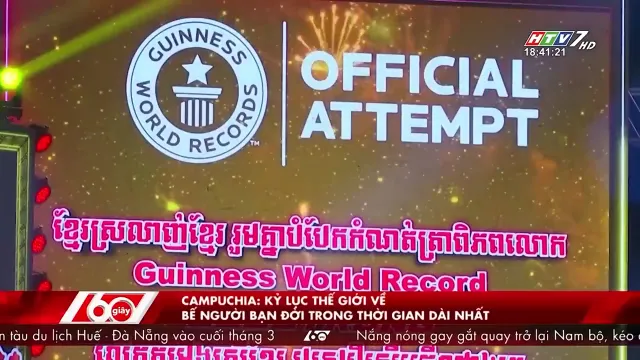 HTV7 HD
18:41:21
GUINNESS
WORLD RECORDS
TM
OFFICIAL
ATTEMPT
ខ្មែរស្រលាញ់ខ្មែរ រួមគ្នាបំបែកកំណត់ត្រាពិភពលោក
Guinness World Record
60 giây
CAMPUCHIA: KỶ LỤC THẾ GIỚI VỀ
BẾ NGƯỜI BẠN ĐỜI TRONG THỜI GIAN DÀI NHẤT
n tàu du lịch Huế - Đà Nẵng vào cuối tháng 3 Nắng nóng gay gắt quay trở lại Nam bộ, kéo